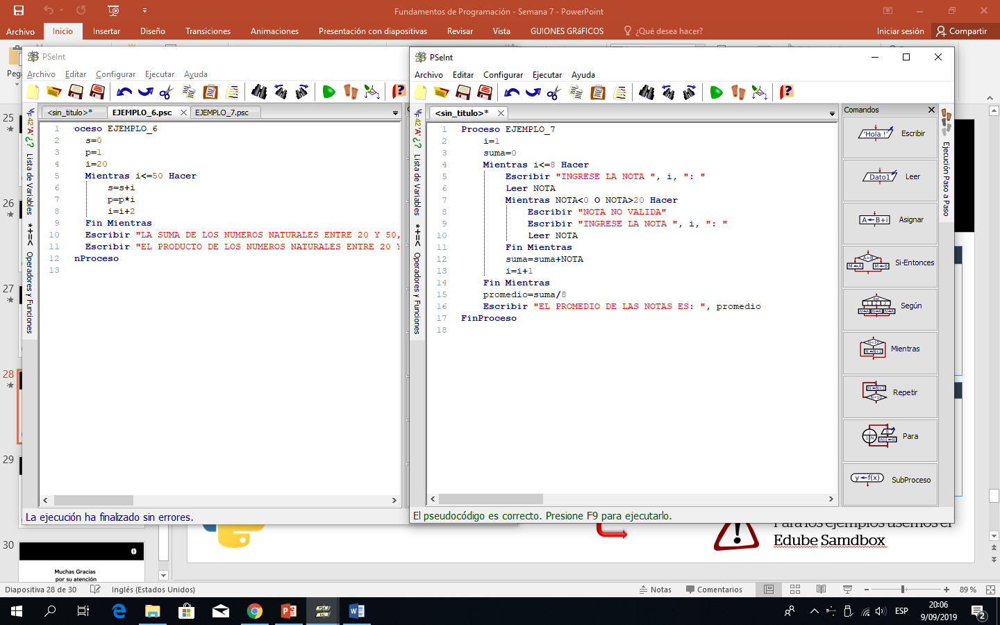 Fundamentos de Programación - Semana 7 - PowerPoint
Archivo Inicio Insertar Diseño Transiciones Animaciones Presentación con diapositivas Revisar Vista GUIONES GRáFICOS ¿Qué desea hacer? Iniciar sesión Compartir
PSeInt
Archivo Editar Configurar Ejecutar Ayuda
<sin_titulo>* EJEMPLO_6.psc EJEMPLO_7.psc
Lista de Variables
Operadores y Funciones
1 oceso EJEMPLO_6
2 s=0
3 p=1
4 i=20
5 Mientras i<=50 Hacer
6 s=s+i
7 p=p*i
8 i=i+2
9 Fin Mientras
10 Escribir "LA SUMA DE LOS NUMEROS NATURALES ENTRE 20 Y 50,
11 Escribir "EL PRODUCTO DE LOS NUMEROS NATURALES ENTRE 20 Y
12 nProceso
13
La ejecución ha finalizado sin errores.
PSeInt
Archivo Editar Configurar Ejecutar Ayuda
<sin_titulo>*
Lista de Variables
Operadores y Funciones
1 Proceso EJEMPLO_7
2 i=1
3 suma=0
4 Mientras i<=8 Hacer
5 Escribir "INGRESE LA NOTA ", i, ": "
6 Leer NOTA
7 Mientras NOTA<0 O NOTA>20 Hacer
8 Escribir "NOTA NO VALIDA"
9 Escribir "INGRESE LA NOTA ", i, ": "
10 Leer NOTA
11 Fin Mientras
12 suma=suma+NOTA
13 i=i+1
14 Fin Mientras
15 promedio=suma/8
16 Escribir "EL PROMEDIO DE LAS NOTAS ES: ", promedio
17 FinProceso
18
El pseudocódigo es correcto. Presione F9 para ejecutarlo.
Comandos
'Hola !' Escribir
Dato1 Leer
A←B+i Asignar
A>B M←A M←B Si-Entonces
Según
Mientras
Repetir
Para
y←f(x) SubProceso
Ejecución Paso a Paso
25
26
27
28
29
30
Muchas Gracias
por su atención
Para los ejemplos usemos el
Edube Samdbox
Diapositiva 28 de 30 Inglés (Estados Unidos) Notas Comentarios 89 %
ESP 20:06
9/09/2019
2